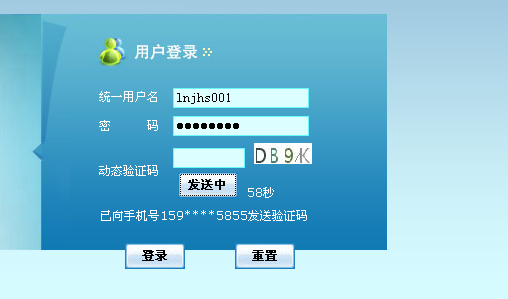 用户登录
统一用户名 lnjhs001
密 码 ●●●●●●●●
动态验证码 DB9K
发送中 58秒
已向手机号159****5855发送验证码
登录 重置